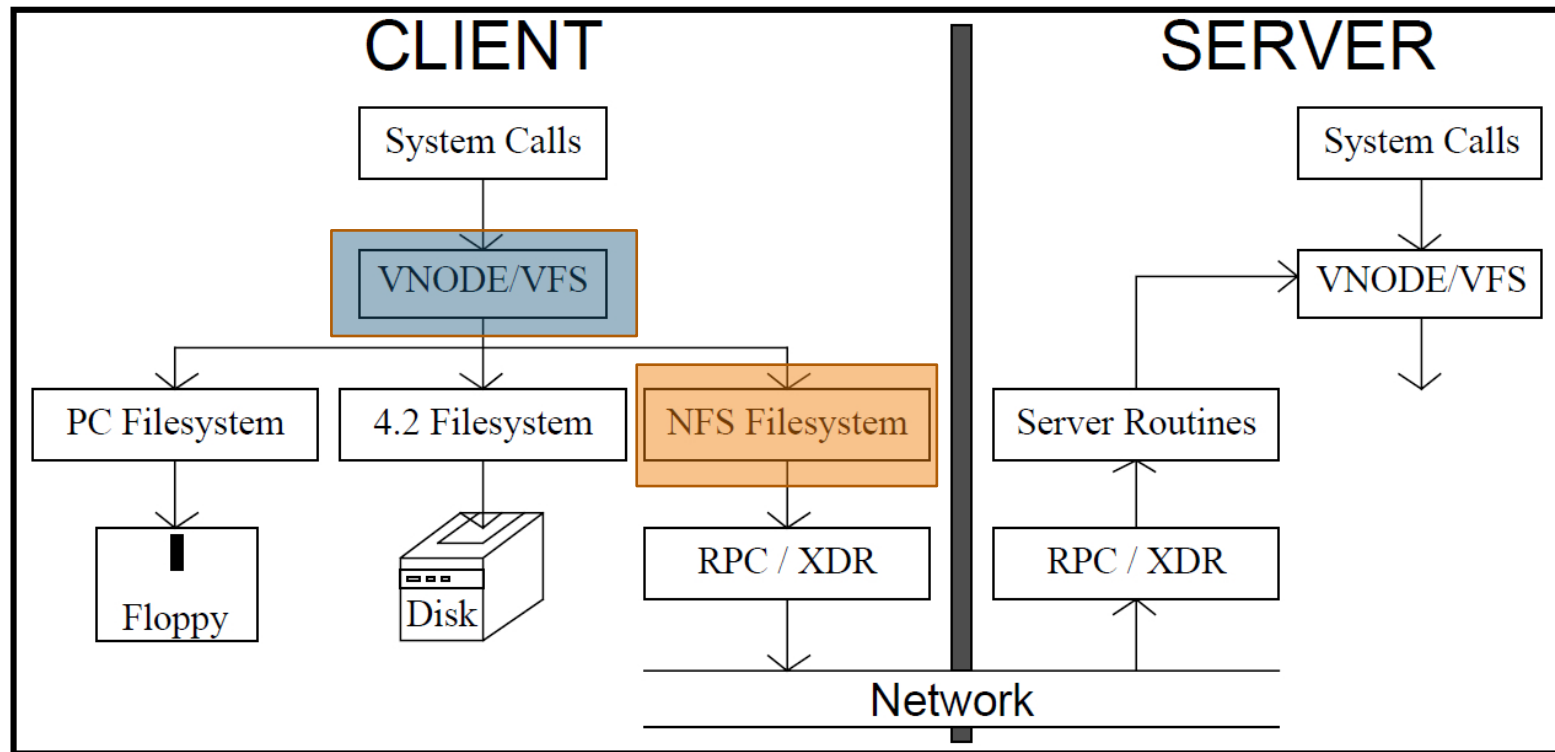 CLIENT
SERVER
System Calls
System Calls
VNODE/VFS
VNODE/VFS
PC Filesystem
4.2 Filesystem
NFS Filesystem
Server Routines
Floppy
Disk
RPC / XDR
RPC / XDR
Network